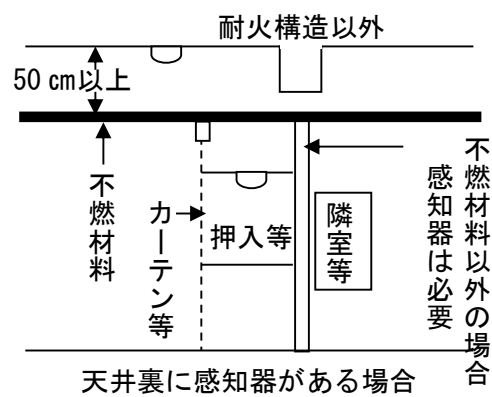 耐火構造以外
50 cm以上
不燃材料
カーテン等
押入等
隣室等
不燃材料以外の場合
感知器は必要
天井裏に感知器がある場合